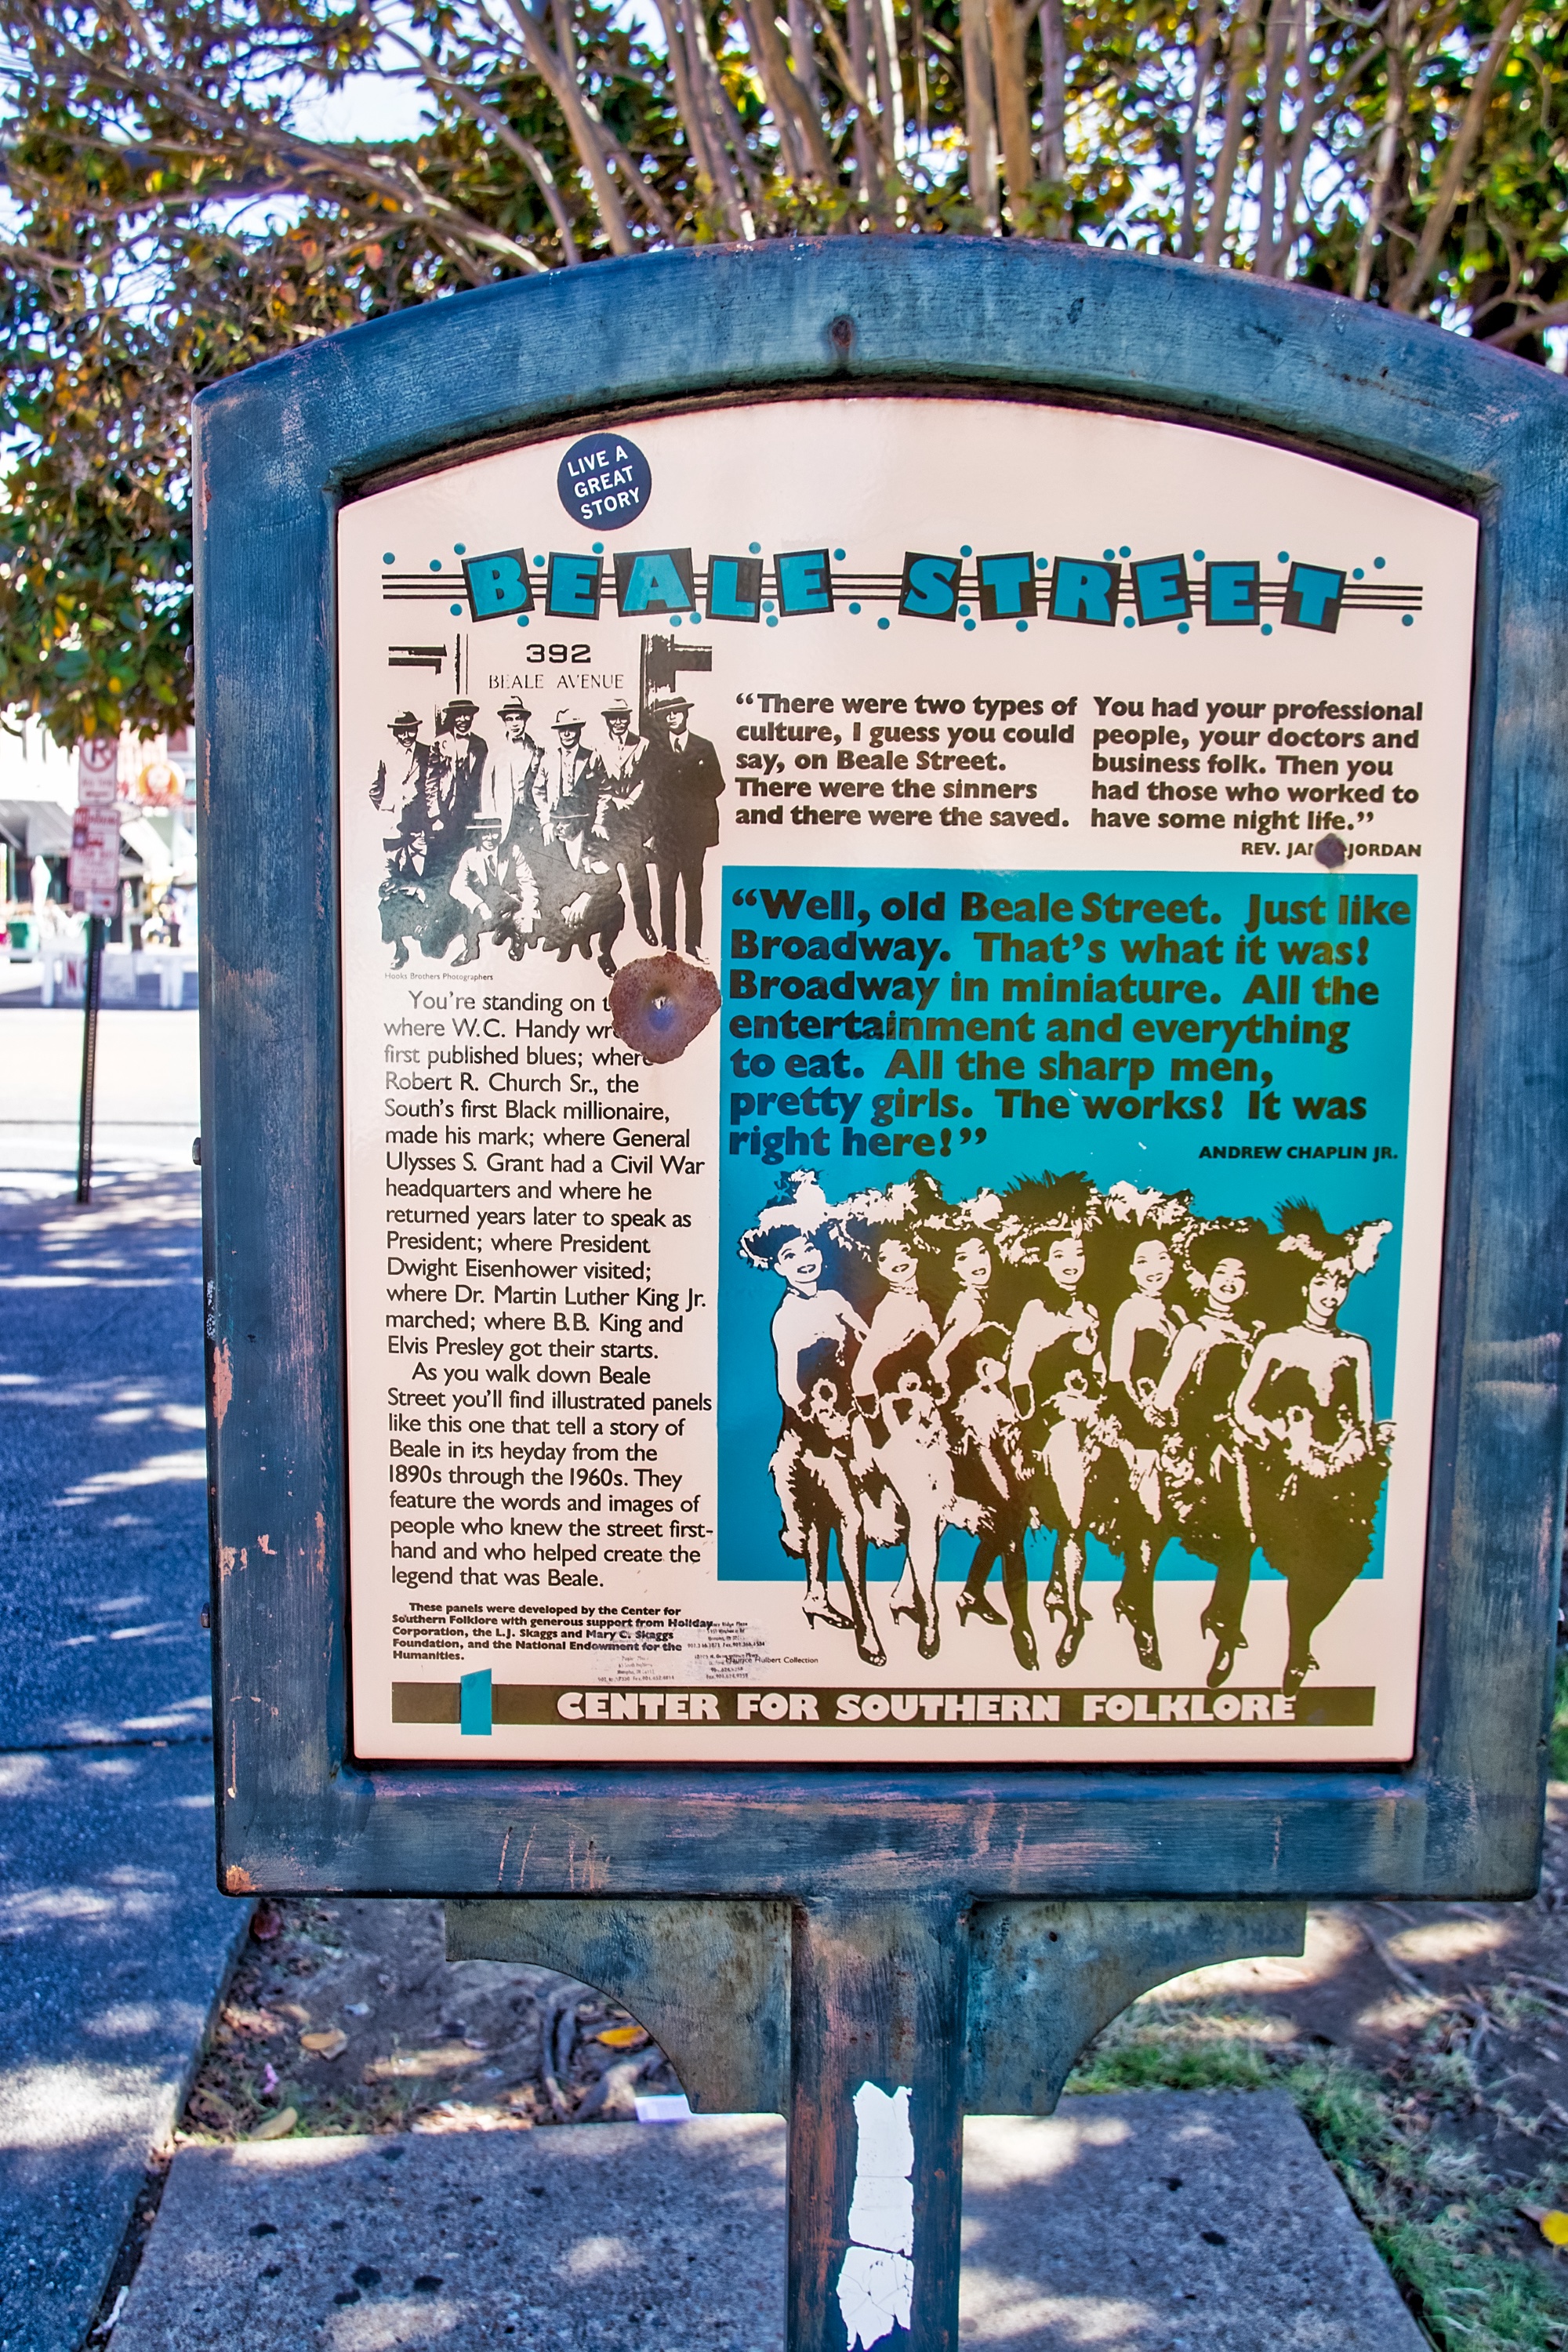 LIVE A
GREAT
STORY
BEALE STREET
392
BEALE AVENUE
Hooks Brothers Photographers
“There were two types of
culture, I guess you could
say, on Beale Street.
There were the sinners
and there were the saved.
You had your professional
people, your doctors and
business folk. Then you
had those who worked to
have some night life.”
REV. JORDAN
“Well, old Beale Street. Just like
Broadway. That’s what it was!
Broadway in miniature. All the
entertainment and everything
to eat. All the sharp men,
pretty girls. The works! It was
right here!”
ANDREW CHAPLIN JR.
You’re standing on
where W.C. Handy
first published blues; where
Robert R. Church Sr., the
South’s first Black millionaire,
made his mark; where General
Ulysses S. Grant had a Civil War
headquarters and where he
returned years later to speak as
President; where President
Dwight Eisenhower visited;
where Dr. Martin Luther King Jr.
marched; where B.B. King and
Elvis Presley got their starts.
As you walk down Beale
Street you’ll find illustrated panels
like this one that tell a story of
Beale in its heyday from the
1890s through the 1960s. They
feature the words and images of
people who knew the street first-
hand and who helped create the
legend that was Beale.
These panels were developed by the Center for
Southern Folklore with generous support from Holiday
Corporation, the L.J. Skaggs and Mary C. Skaggs
Foundation, and the National Endowment for the
Humanities.
Hulbert Collection
CENTER FOR SOUTHERN FOLKLORE